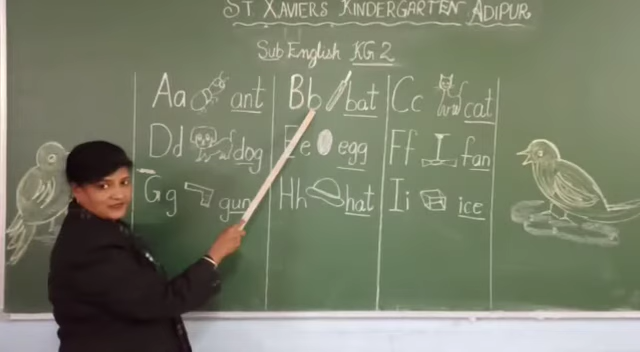 ST XAVIERS KINDERGARTEN ADIPUR
Sub English KG 2
Aa ant Bb bat Cc cat
Dd dog Ee egg Ff fan
Gg gun Hh hat Ii ice